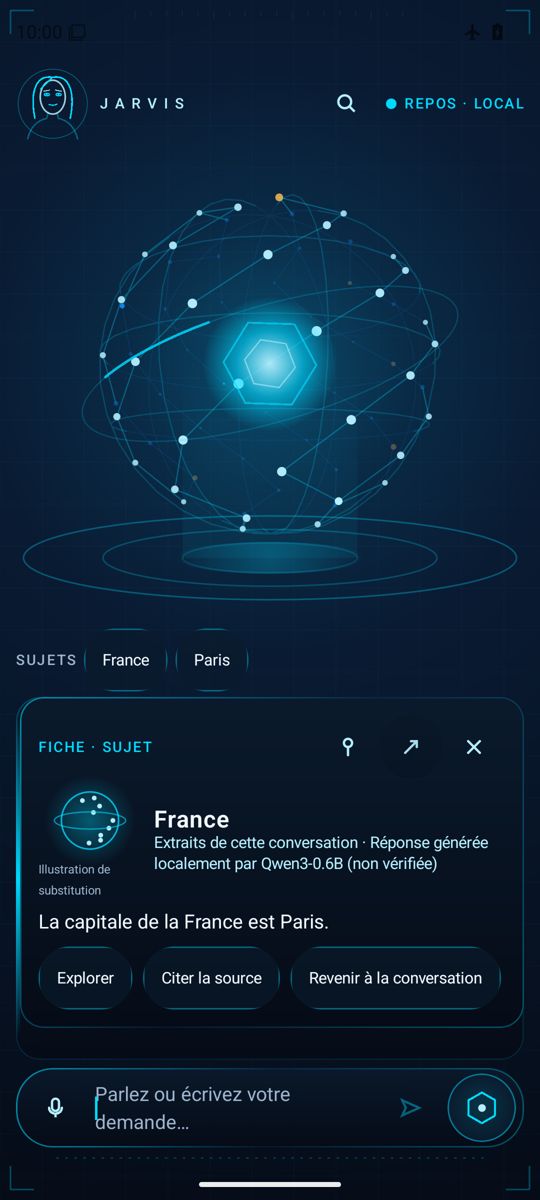 10:00
JARVIS
REPOS · LOCAL
SUJETS
France
Paris
FICHE · SUJET
France
Extraits de cette conversation · Réponse générée
localement par Qwen3-0.6B (non vérifiée)
Illustration de
substitution
La capitale de la France est Paris.
Explorer
Citer la source
Revenir à la conversation
Parlez ou écrivez votre
demande…